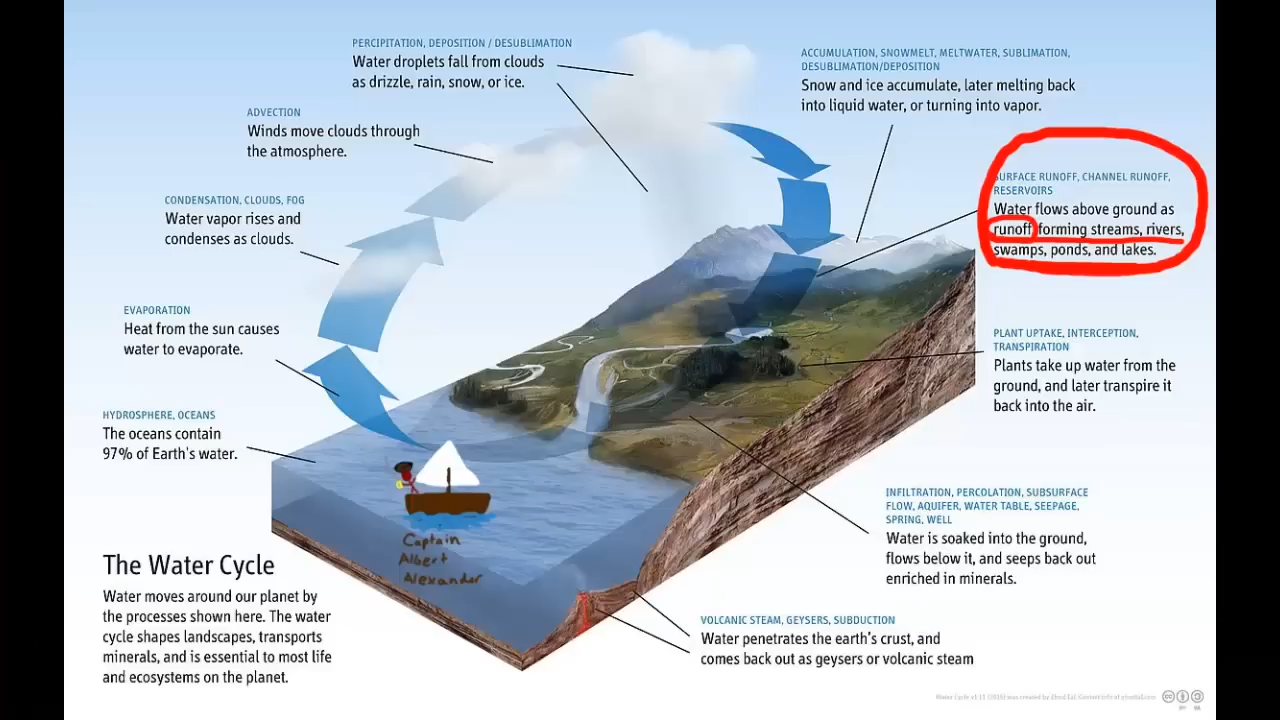 PERCIPITATION, DEPOSITION / DESUBLIMATION
Water droplets fall from clouds
as drizzle, rain, snow, or ice.
ACCUMULATION, SNOWMELT, MELTWATER, SUBLIMATION,
DESUBLIMATION/DEPOSITION
Snow and ice accumulate, later melting back
into liquid water, or turning into vapor.
ADVECTION
Winds move clouds through
the atmosphere.
SURFACE RUNOFF, CHANNEL RUNOFF,
RESERVOIRS
Water flows above ground as
runoff, forming streams, rivers,
swamps, ponds, and lakes.
CONDENSATION, CLOUDS, FOG
Water vapor rises and
condenses as clouds.
EVAPORATION
Heat from the sun causes
water to evaporate.
PLANT UPTAKE, INTERCEPTION,
TRANSPIRATION
Plants take up water from the
ground, and later transpire it
back into the air.
HYDROSPHERE, OCEANS
The oceans contain
97% of Earth's water.
INFILTRATION, PERCOLATION, SUBSURFACE
FLOW, AQUIFER, WATER TABLE, SEEPAGE,
SPRING, WELL
Water is soaked into the ground,
flows below it, and seeps back out
enriched in minerals.
Captain
Albert
Alexander
The Water Cycle
Water moves around our planet by
the processes shown here. The water
cycle shapes landscapes, transports
minerals, and is essential to most life
and ecosystems on the planet.
VOLCANIC STEAM, GEYSERS, SUBDUCTION
Water penetrates the earth's crust, and
comes back out as geysers or volcanic steam